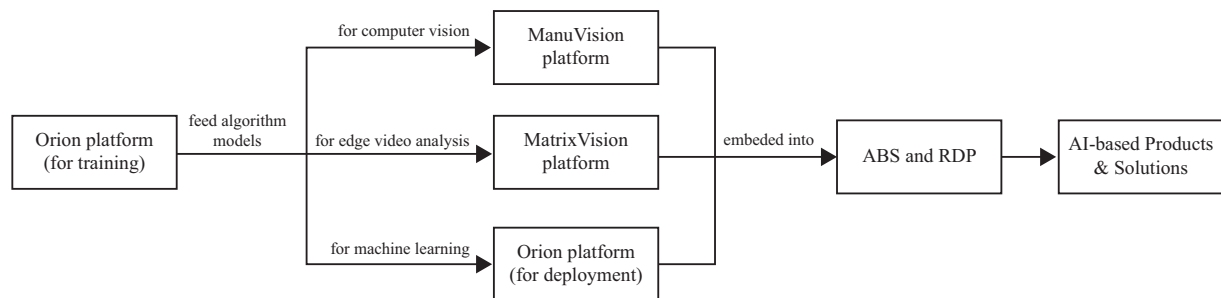 for computer vision
ManuVision
platform
Orion platform
(for training)
feed algorithm
models
for edge video analysis
MatrixVision
platform
embeded into
ABS and RDP
AI-based Products
& Solutions
for machine learning
Orion platform
(for deployment)